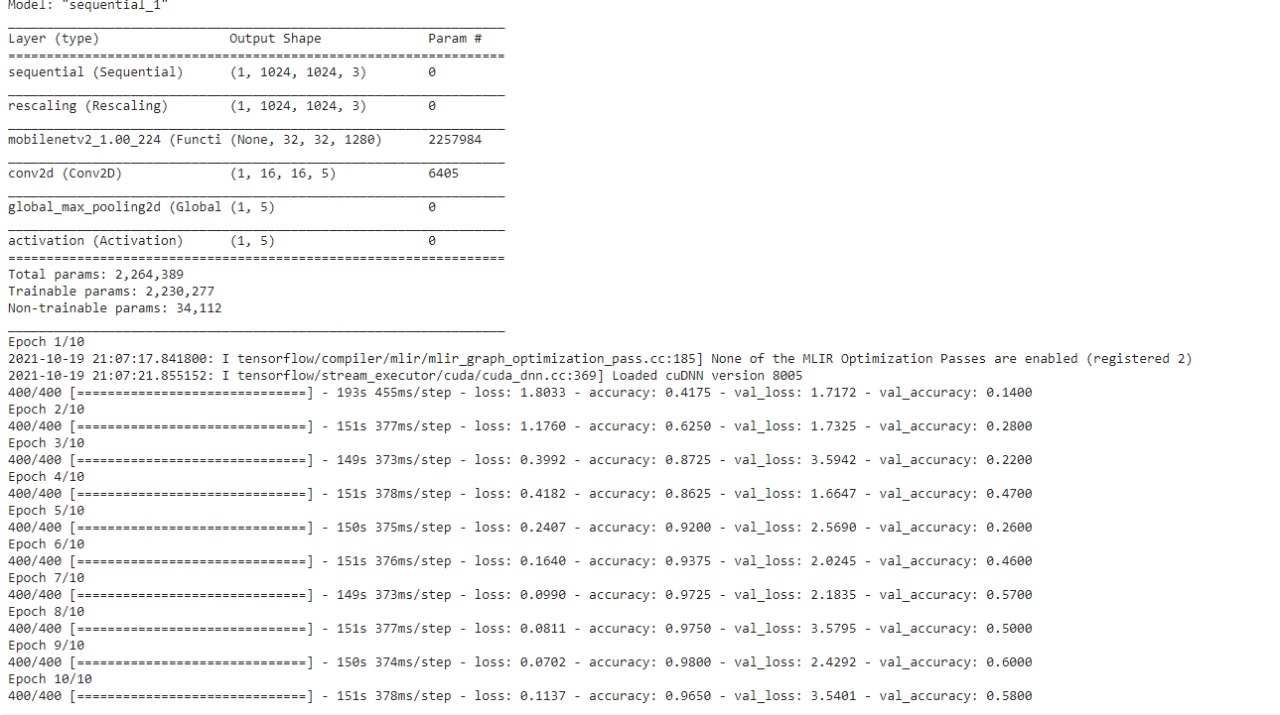 Model: "sequential_1"
_________________________________________________________________
Layer (type)                 Output Shape              Param #
=================================================================
sequential (Sequential)      (1, 1024, 1024, 3)        0
_________________________________________________________________
rescaling (Rescaling)        (1, 1024, 1024, 3)        0
_________________________________________________________________
mobilenetv2_1.00_224 (Functi (None, 32, 32, 1280)      2257984
_________________________________________________________________
conv2d (Conv2D)              (1, 16, 16, 5)            6405
_________________________________________________________________
global_max_pooling2d (Global (1, 5)                    0
_________________________________________________________________
activation (Activation)      (1, 5)                    0
=================================================================
Total params: 2,264,389
Trainable params: 2,230,277
Non-trainable params: 34,112
_________________________________________________________________
Epoch 1/10
2021-10-19 21:07:17.841800: I tensorflow/compiler/mlir/mlir_graph_optimization_pass.cc:185] None of the MLIR Optimization Passes are enabled (registered 2)
2021-10-19 21:07:21.855152: I tensorflow/stream_executor/cuda/cuda_dnn.cc:369] Loaded cuDNN version 8005
400/400 [==============================] - 193s 455ms/step - loss: 1.8033 - accuracy: 0.4175 - val_loss: 1.7172 - val_accuracy: 0.1400
Epoch 2/10
400/400 [==============================] - 151s 377ms/step - loss: 1.1760 - accuracy: 0.6250 - val_loss: 1.7325 - val_accuracy: 0.2800
Epoch 3/10
400/400 [==============================] - 149s 373ms/step - loss: 0.3992 - accuracy: 0.8725 - val_loss: 3.5942 - val_accuracy: 0.2200
Epoch 4/10
400/400 [==============================] - 151s 378ms/step - loss: 0.4182 - accuracy: 0.8625 - val_loss: 1.6647 - val_accuracy: 0.4700
Epoch 5/10
400/400 [==============================] - 150s 375ms/step - loss: 0.2407 - accuracy: 0.9200 - val_loss: 2.5690 - val_accuracy: 0.2600
Epoch 6/10
400/400 [==============================] - 151s 376ms/step - loss: 0.1640 - accuracy: 0.9375 - val_loss: 2.0245 - val_accuracy: 0.4600
Epoch 7/10
400/400 [==============================] - 149s 373ms/step - loss: 0.0990 - accuracy: 0.9725 - val_loss: 2.1835 - val_accuracy: 0.5700
Epoch 8/10
400/400 [==============================] - 151s 377ms/step - loss: 0.0811 - accuracy: 0.9750 - val_loss: 3.5795 - val_accuracy: 0.5000
Epoch 9/10
400/400 [==============================] - 150s 374ms/step - loss: 0.0702 - accuracy: 0.9800 - val_loss: 2.4292 - val_accuracy: 0.6000
Epoch 10/10
400/400 [==============================] - 151s 378ms/step - loss: 0.1137 - accuracy: 0.9650 - val_loss: 3.5401 - val_accuracy: 0.5800